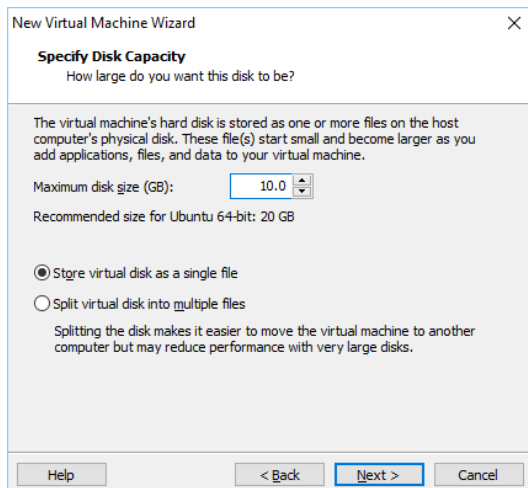 New Virtual Machine Wizard
Specify Disk Capacity
How large do you want this disk to be?
The virtual machine's hard disk is stored as one or more files on the host
computer's physical disk. These file(s) start small and become larger as you
add applications, files, and data to your virtual machine.
Maximum disk size (GB): 10.0
Recommended size for Ubuntu 64-bit: 20 GB
Store virtual disk as a single file
Split virtual disk into multiple files
Splitting the disk makes it easier to move the virtual machine to another
computer but may reduce performance with very large disks.
Help < Back Next > Cancel